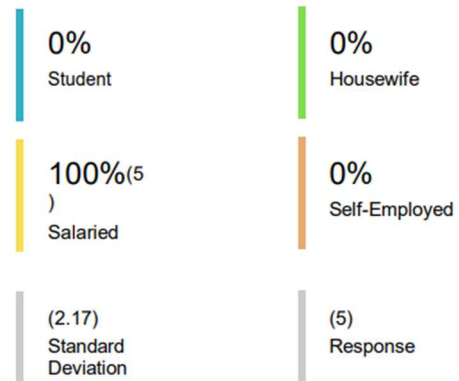 0%
Student
0%
Housewife
100%(5
)
Salaried
0%
Self-Employed
(2.17)
Standard
Deviation
(5)
Response